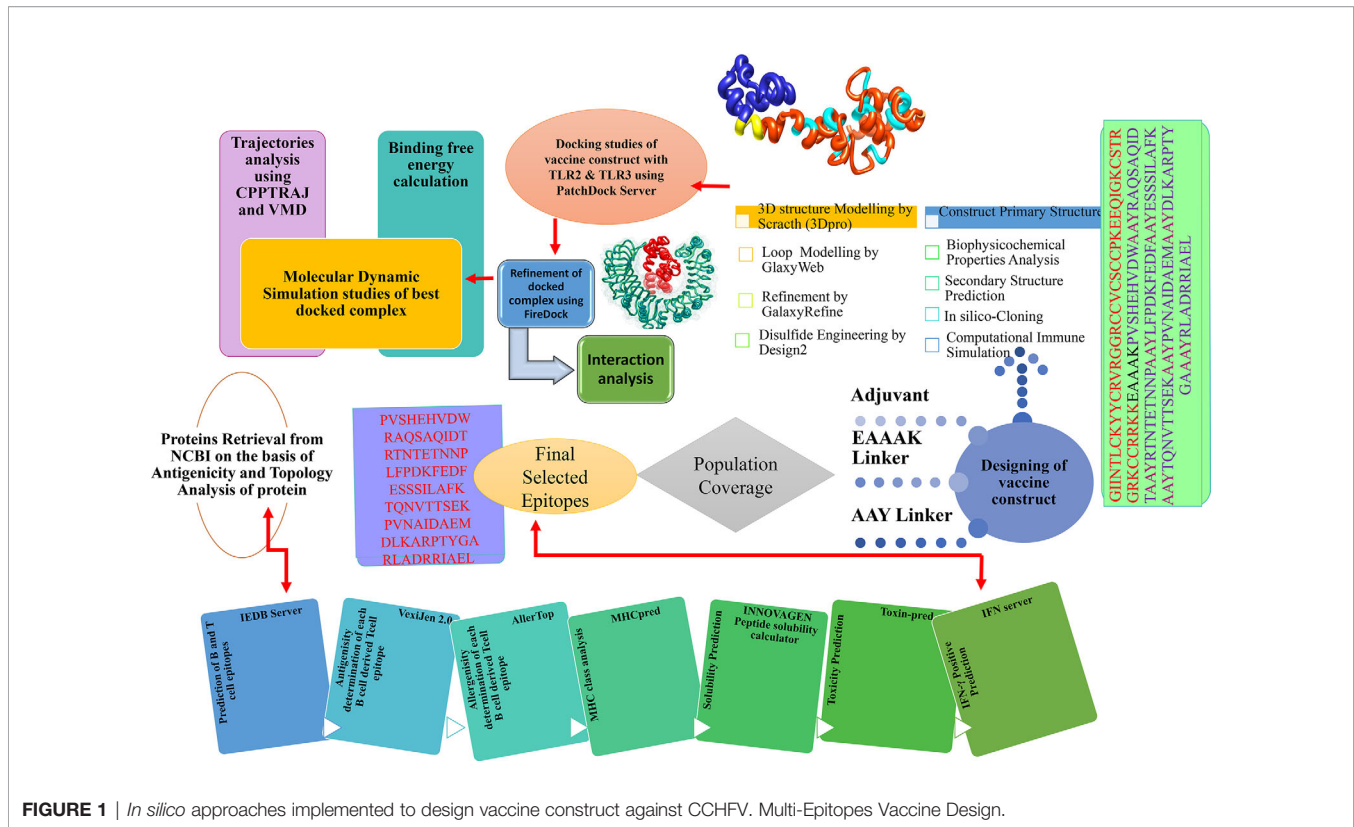 Trajectories
analysis
using
CPPTRAJ
and VMD
Binding free
energy
calculation
Molecular Dynamic
Simulation studies of best
docked complex
Docking studies of
vaccine construct with
TLR2 & TLR3 using
PatchDock Server
Refinement of
docked
complex using
FireDock
Interaction
analysis
3D structure Modelling by
Scracth (3Dpro)
Loop Modelling by
GlaxyWeb
Refinement by
GalaxyRefine
Disulfide Engineering by
Design2
Construct Primary Structure
Biophysicochemical
Properties Analysis
Secondary Structure
Prediction
In silico-Cloning
Computational Immune
Simulation
GIINTLCKYYCRVRGGRCCVCSCCPKEEQIGKCSTR
GRKCCRRKKEAAAKPVSHEHVDWAAYRAQSAQID
TAAYRTNTETNNPAAYLFPDKFEDFAAYESSSILAFK
AAYTQNVTTSEKAAYPVNAIDAEMAAYDLKARPTY
GAAAYRLADRRIAEL
Proteins Retrieval from
NCBI on the basis of
Antigenicity and Topology
Analysis of protein
PVSHEHVDW
RAQSAQIDT
RTNTETNNP
LFPDKFEDF
ESSSILAFK
TQNVTTSEK
PVNAIDAEM
DLKARPTYGA
RLADRRIAEL
Final
Selected
Epitopes
Population
Coverage
Adjuvant
EAAAK
Linker
AAY Linker
Designing of
vaccine
construct
IEDB Server
Prediction of B and T
cell epitopes
VexiJen 2.0
Antigenisity
determination of each
B cell derived Tcell
epitope
AllerTop
Allergenisity
determination of each
B cell derived Tcell
epitope
MHCpred
MHC class analysis
INNOVAGEN
Peptide solubility
calculator
Solubility Prediction
Toxin-pred
Toxicity Prediction
IFN server
IFN-γ Positive
Prediction
FIGURE 1 | In silico approaches implemented to design vaccine construct against CCHFV. Multi-Epitopes Vaccine Design.